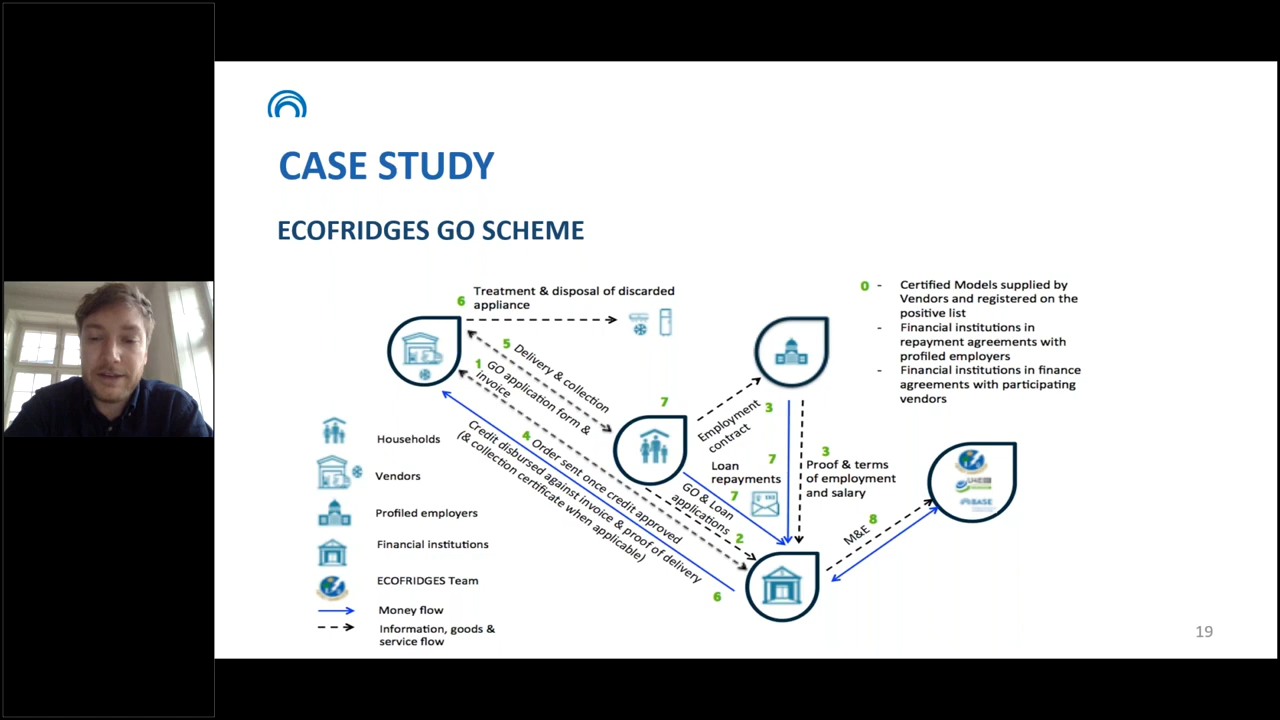 CASE STUDY
ECOFRIDGES GO SCHEME
6
Treatment & disposal of discarded
appliance
0
- Certified Models supplied by
Vendors and registered on the
positive list
- Financial institutions in
repayment agreements with
profiled employers
- Financial institutions in finance
agreements with participating
vendors
5 Delivery & collection
1 GO application form &
invoice
4 Order sent once credit approved
Credit disbursed against invoice & proof of delivery
(& collection certificate when applicable)
6
7
Employment
contract
3
Loan
repayments
7
7
GO & Loan
applications
2
3
Proof & terms
of employment
and salary
M&E
8
U4E
BASE
Households
Vendors
Profiled employers
Financial institutions
ECOFRIDGES Team
Money flow
Information, goods &
service flow
19